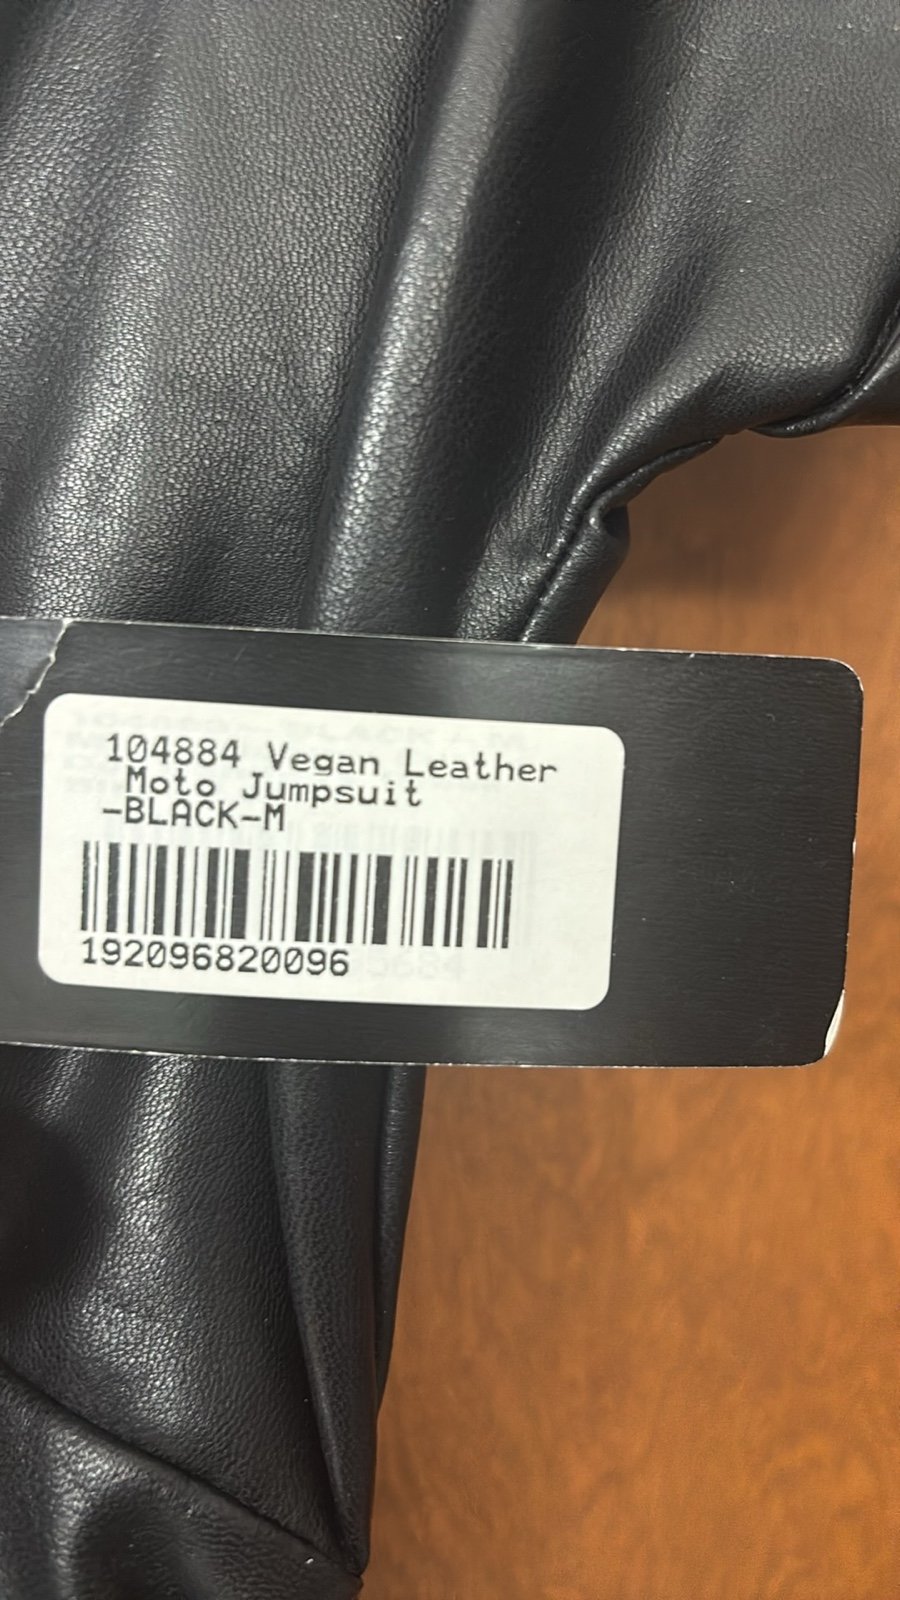 104884 Vegan Leather
Moto Jumpsuit
-BLACK-M
192096820096